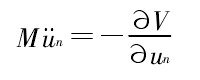 Mü_n = −∂V/∂u_n